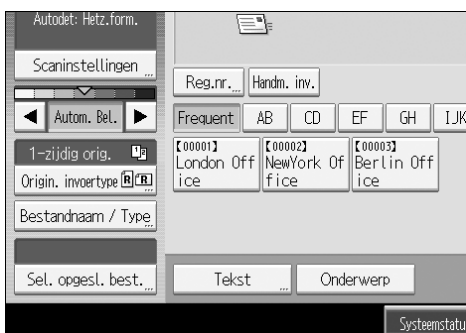 Autodet: Hetz.form.
Scaninstellingen
Reg.nr. Handm. inv.
Autom. Bel.
Frequent AB CD EF GH IJK
1-zijdig orig.
【00001】 【00002】 【00003】
London Off NewYork Of Berlin Off
ice fice ice
Origin. invoertype
Bestandnaam / Type
Sel. opgesl. best. Tekst Onderwerp
Systeemstatu